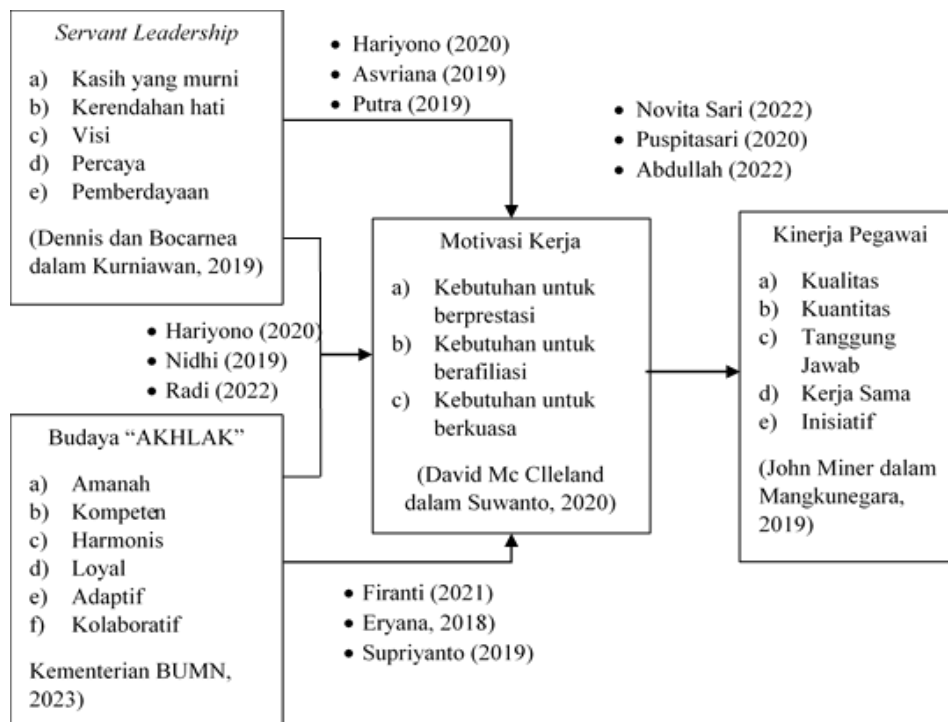 Servant Leadership
a) Kasih yang murni
b) Kerendahan hati
c) Visi
d) Percaya
e) Pemberdayaan
(Dennis dan Bocarnea
dalam Kurniawan, 2019)
• Hariyono (2020)
• Asvriana (2019)
• Putra (2019)
• Novita Sari (2022)
• Puspitasari (2020)
• Abdullah (2022)
• Hariyono (2020)
• Nidhi (2019)
• Radi (2022)
Motivasi Kerja
a) Kebutuhan untuk
berprestasi
b) Kebutuhan untuk
berafiliasi
c) Kebutuhan untuk
berkuasa
(David Mc Clleland
dalam Suwanto, 2020)
Kinerja Pegawai
a) Kualitas
b) Kuantitas
c) Tanggung
Jawab
d) Kerja Sama
e) Inisiatif
(John Miner dalam
Mangkunegara,
2019)
Budaya “AKHLAK”
a) Amanah
b) Kompeten
c) Harmonis
d) Loyal
e) Adaptif
f) Kolaboratif
Kementerian BUMN,
2023)
• Firanti (2021)
• Eryana, 2018)
• Supriyanto (2019)